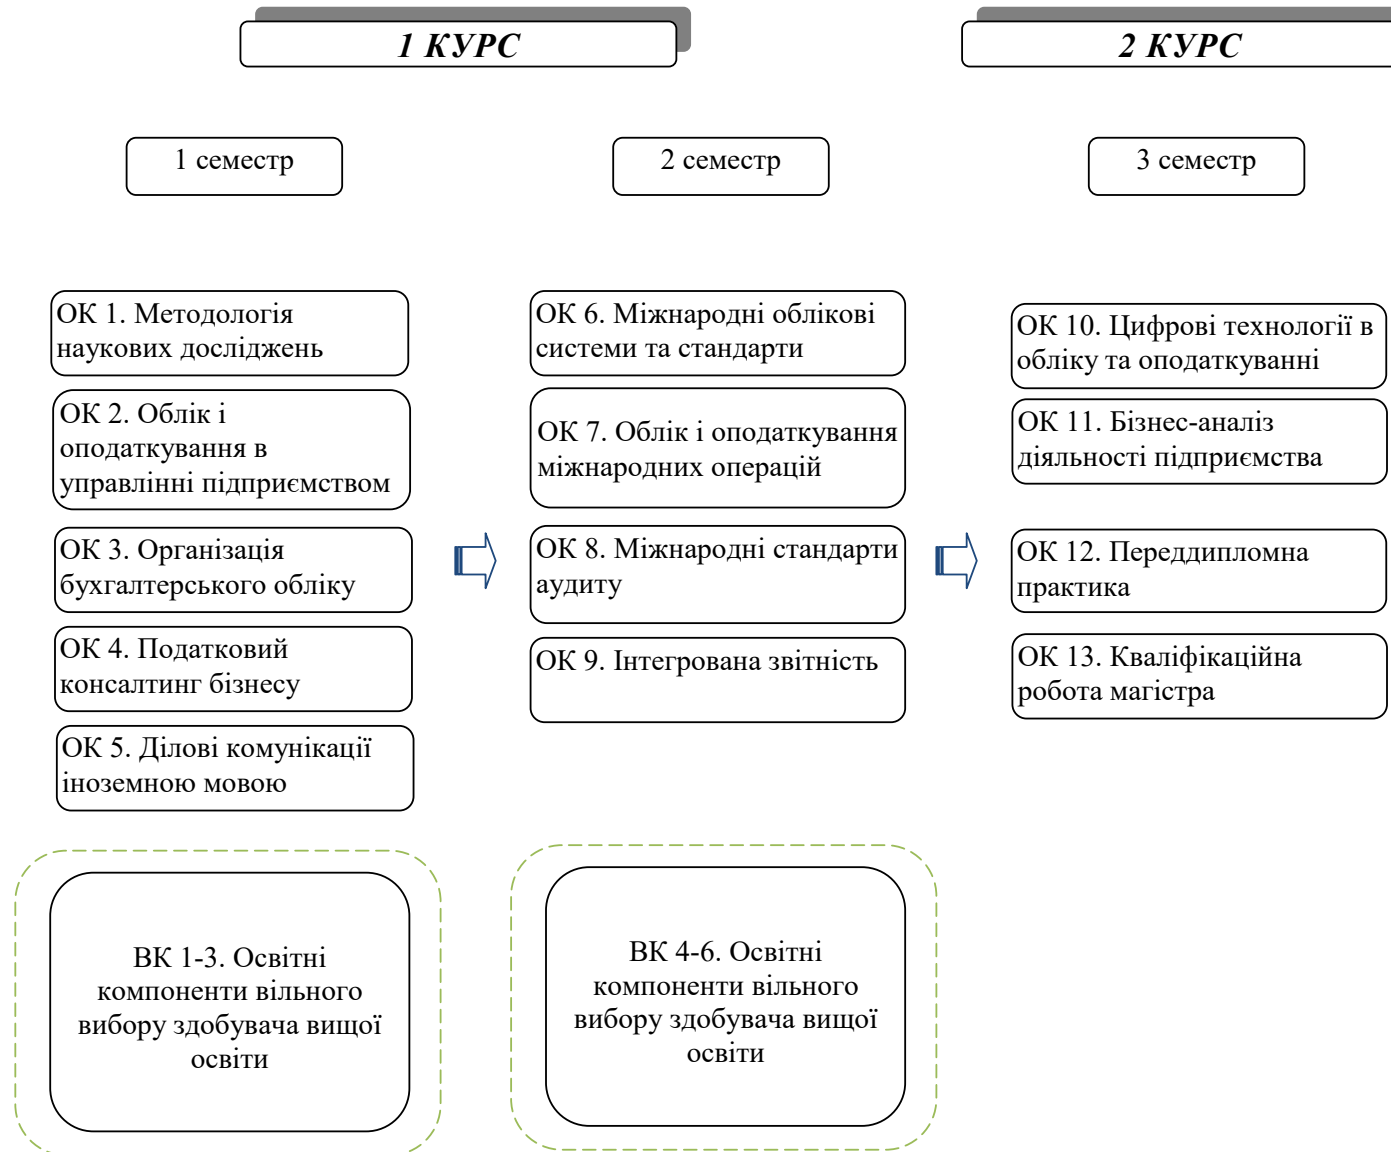 1 КУРС
2 КУРС
1 семестр
2 семестр
3 семестр
ОК 1. Методологія
наукових досліджень
ОК 2. Облік і
оподаткування в
управлінні підприємством
ОК 3. Організація
бухгалтерського обліку
ОК 4. Податковий
консалтинг бізнесу
ОК 5. Ділові комунікації
іноземною мовою
ВК 1-3. Освітні
компоненти вільного
вибору здобувача вищої
освіти
ОК 6. Міжнародні облікові
системи та стандарти
ОК 7. Облік і оподаткування
міжнародних операцій
ОК 8. Міжнародні стандарти
аудиту
ОК 9. Інтегрована звітність
ВК 4-6. Освітні
компоненти вільного
вибору здобувача вищої
освіти
ОК 10. Цифрові технології в
обліку та оподаткуванні
ОК 11. Бізнес-аналіз
діяльності підприємства
ОК 12. Переддипломна
практика
ОК 13. Кваліфікаційна
робота магістра